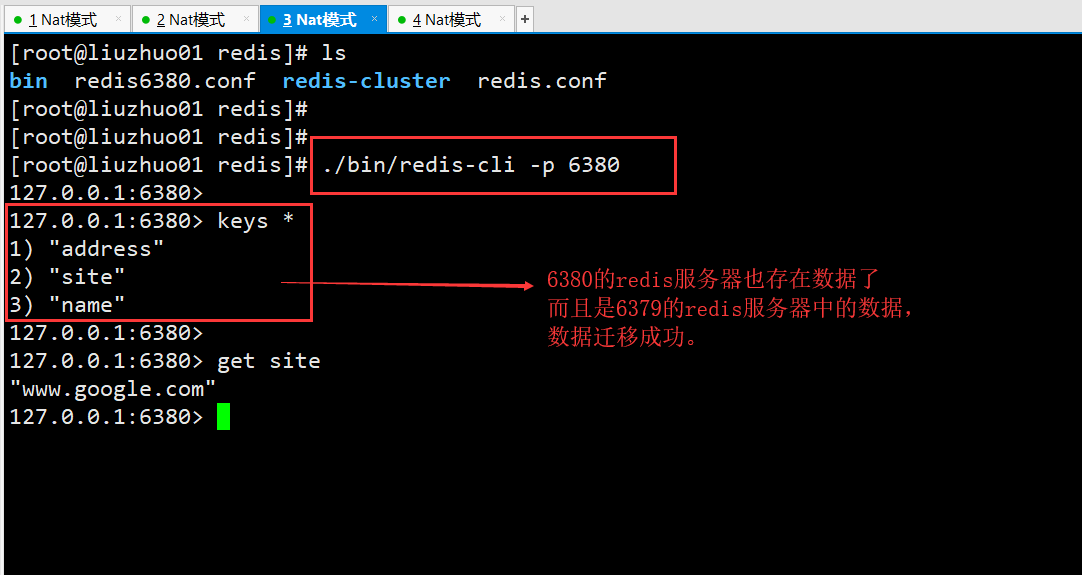 1 Nat模式 × 2 Nat模式 × 3 Nat模式 × 4 Nat模式 × +
[root@liuzhuo01 redis]# ls
bin  redis6380.conf  redis-cluster  redis.conf
[root@liuzhuo01 redis]#
[root@liuzhuo01 redis]#
[root@liuzhuo01 redis]# ./bin/redis-cli -p 6380
127.0.0.1:6380>
127.0.0.1:6380> keys *
1) "address"
2) "site"
3) "name"
6380的redis服务器也存在数据了
而且是6379的redis服务器中的数据，
数据迁移成功。
127.0.0.1:6380>
127.0.0.1:6380> get site
"www.google.com"
127.0.0.1:6380>